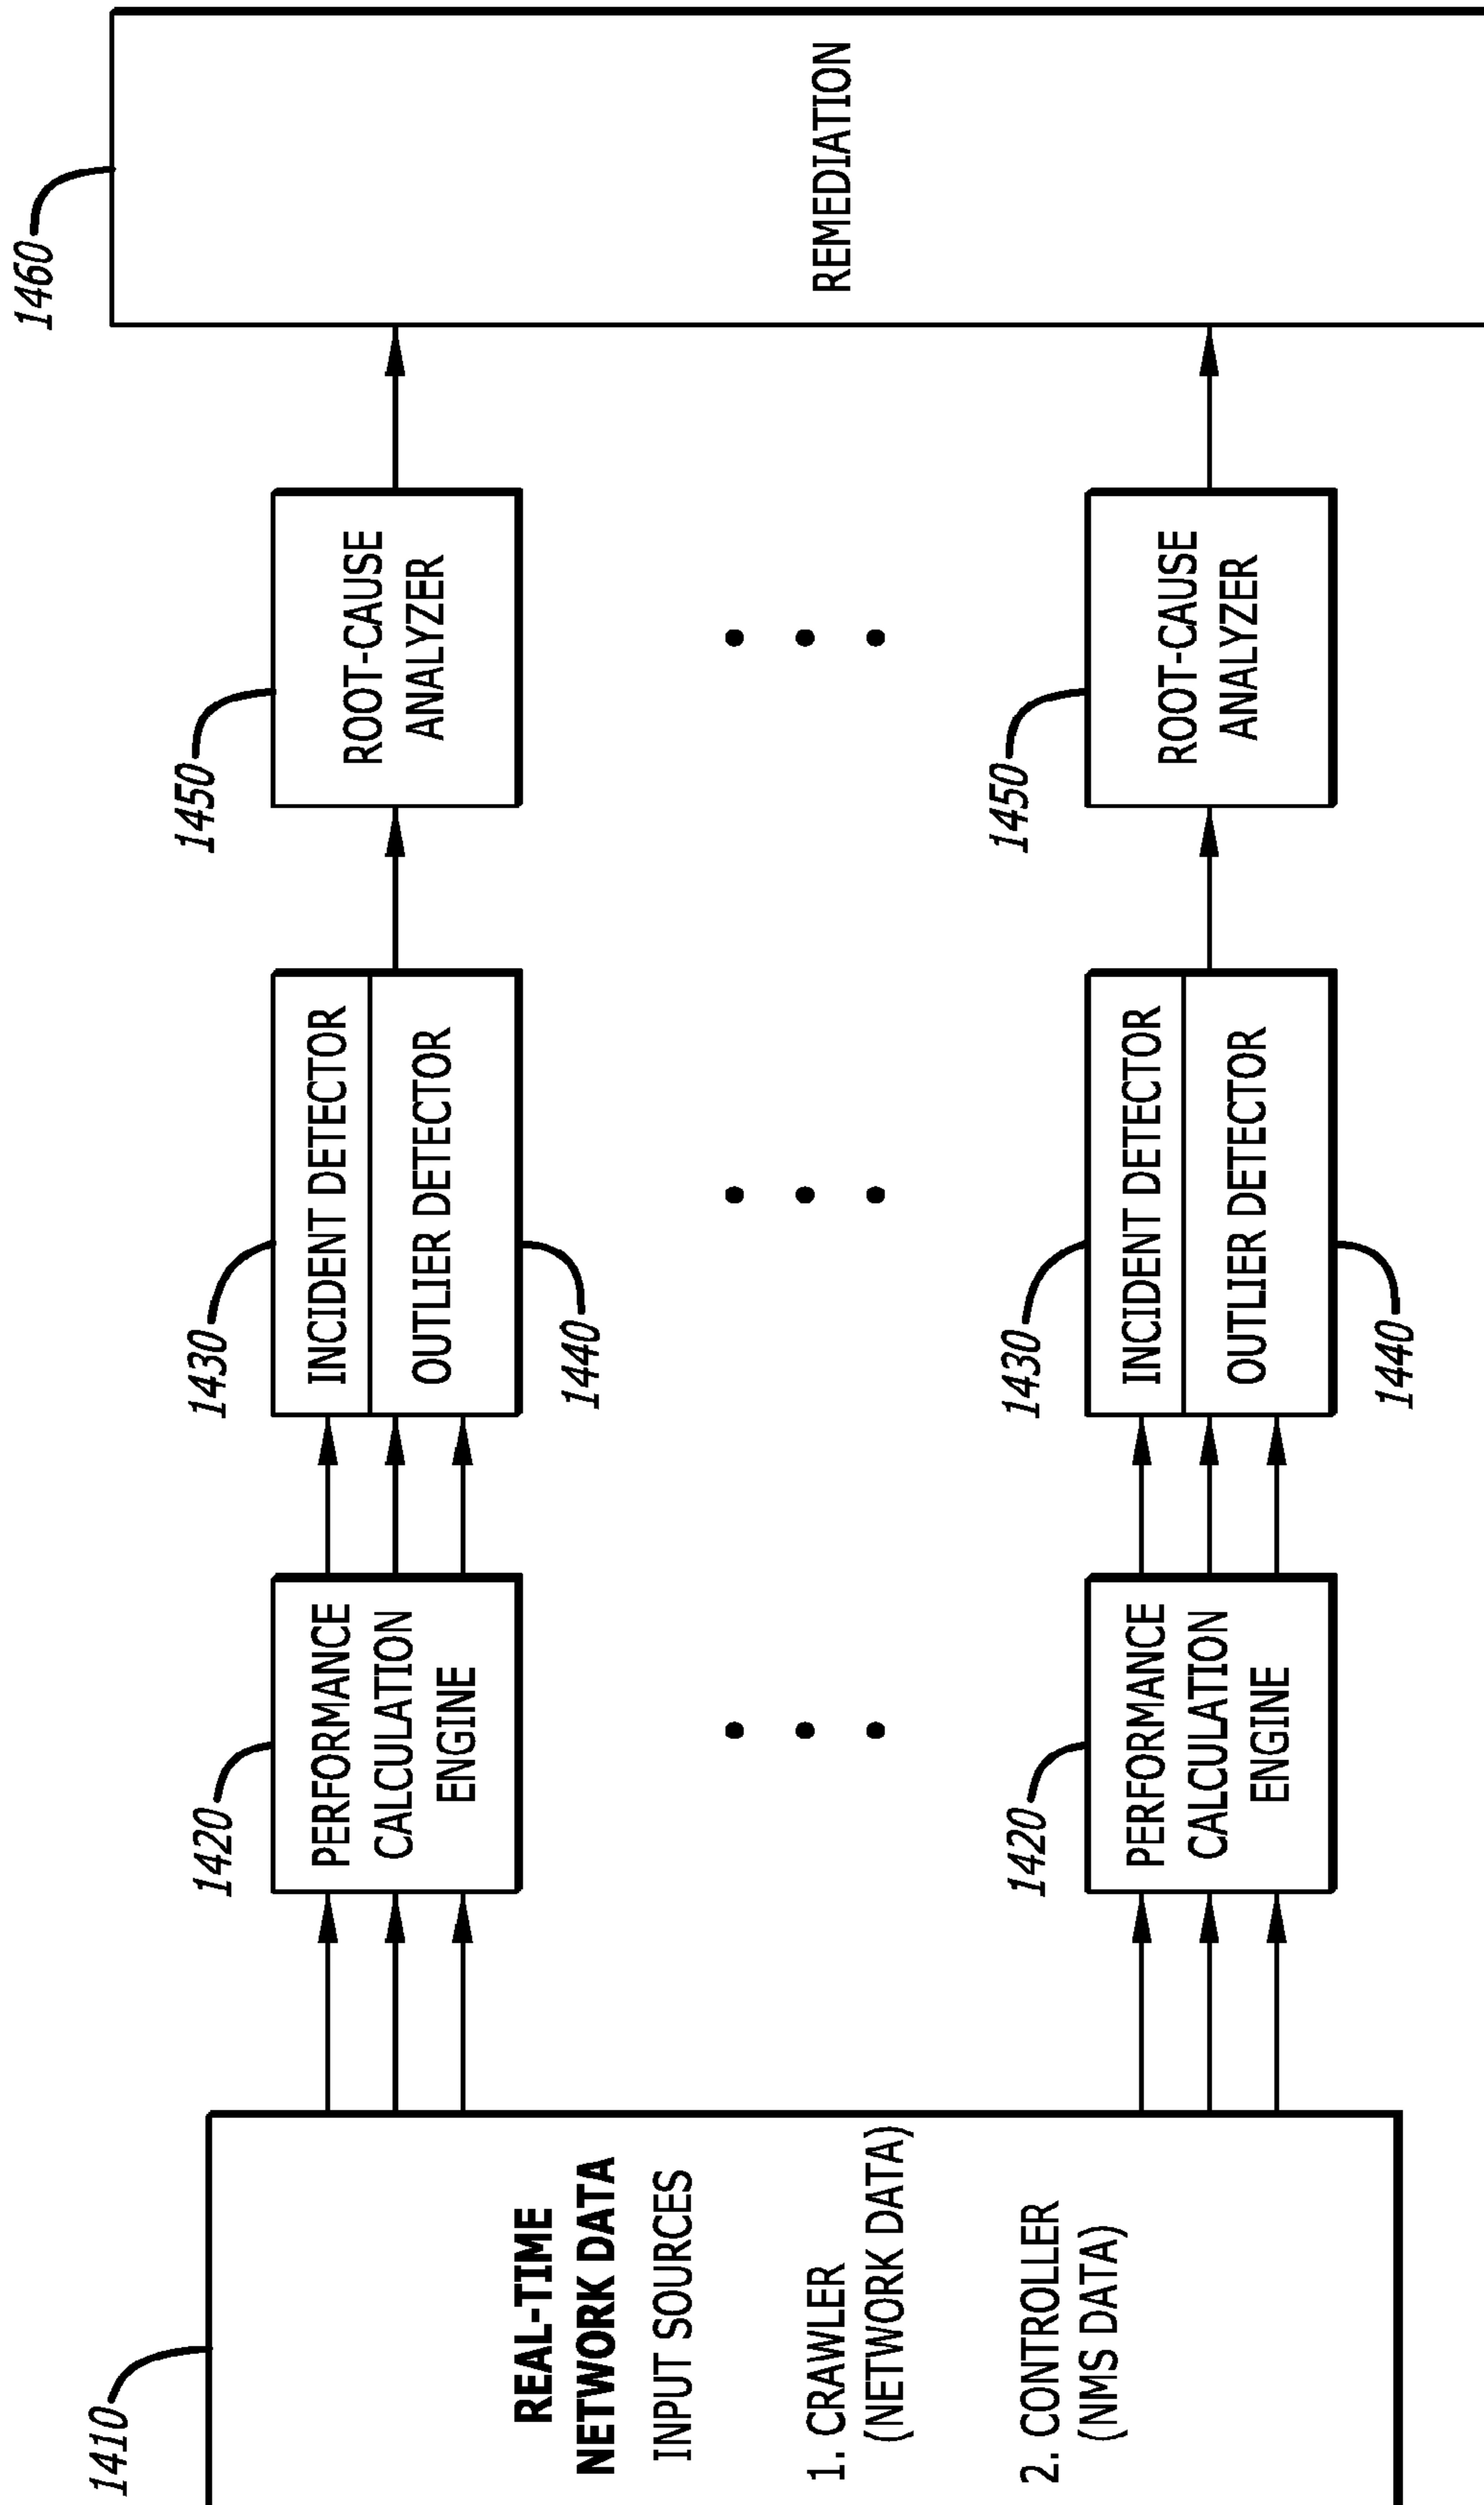 1410
REAL-TIME
NETWORK DATA
INPUT SOURCES
1. CRAWLER
(NETWORK DATA)
2. CONTROLLER
(NMS DATA)
1420
PERFORMANCE
CALCULATION
ENGINE
1430
INCIDENT DETECTOR
OUTLIER DETECTOR
1440
1450
ROOT-CAUSE
ANALYZER
1420
PERFORMANCE
CALCULATION
ENGINE
1430
INCIDENT DETECTOR
OUTLIER DETECTOR
1440
1450
ROOT-CAUSE
ANALYZER
1460
REMEDIATION